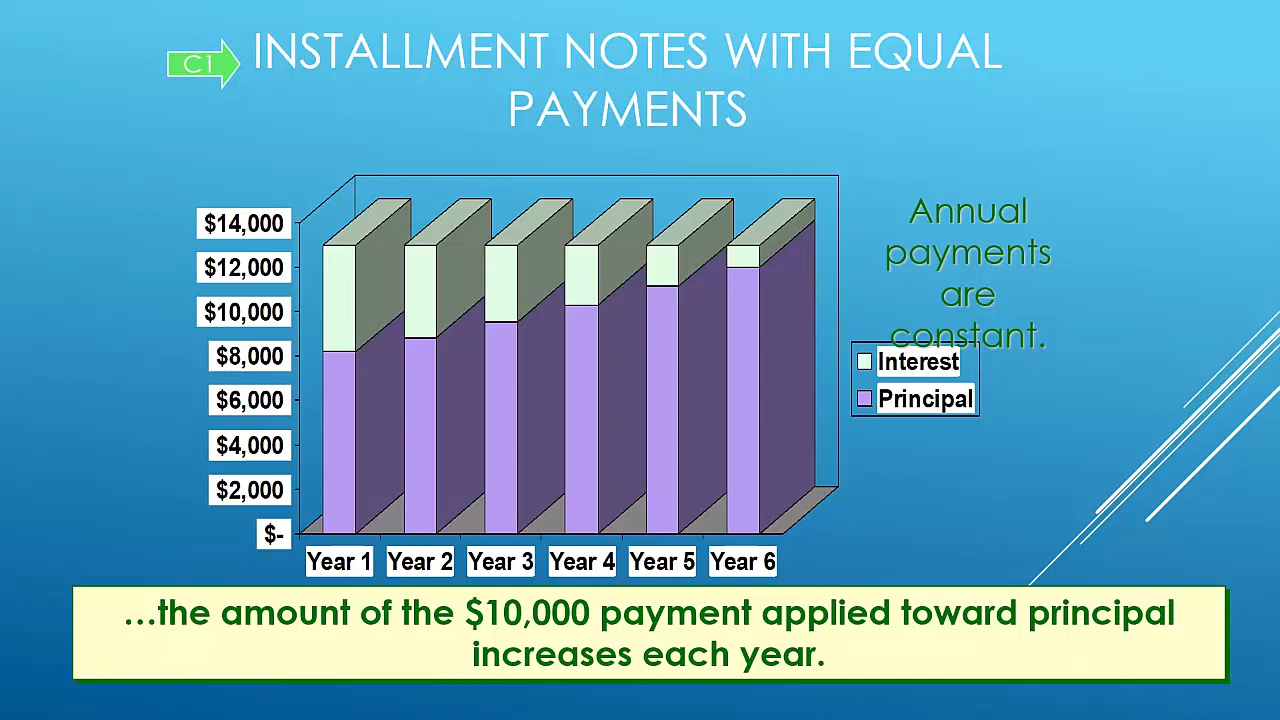 C1
INSTALLMENT NOTES WITH EQUAL
PAYMENTS
$14,000
$12,000
$10,000
$8,000
$6,000
$4,000
$2,000
$-
Year 1 Year 2 Year 3 Year 4 Year 5 Year 6
Annual
payments
are
constant.
Interest
Principal
…the amount of the $10,000 payment applied toward principal
increases each year.